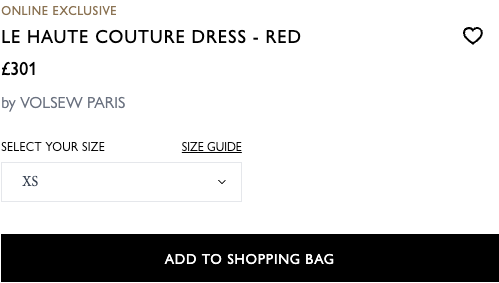 ONLINE EXCLUSIVE
LE HAUTE COUTURE DRESS - RED
£301
by VOLSEW PARIS
SELECT YOUR SIZE SIZE GUIDE
XS
ADD TO SHOPPING BAG